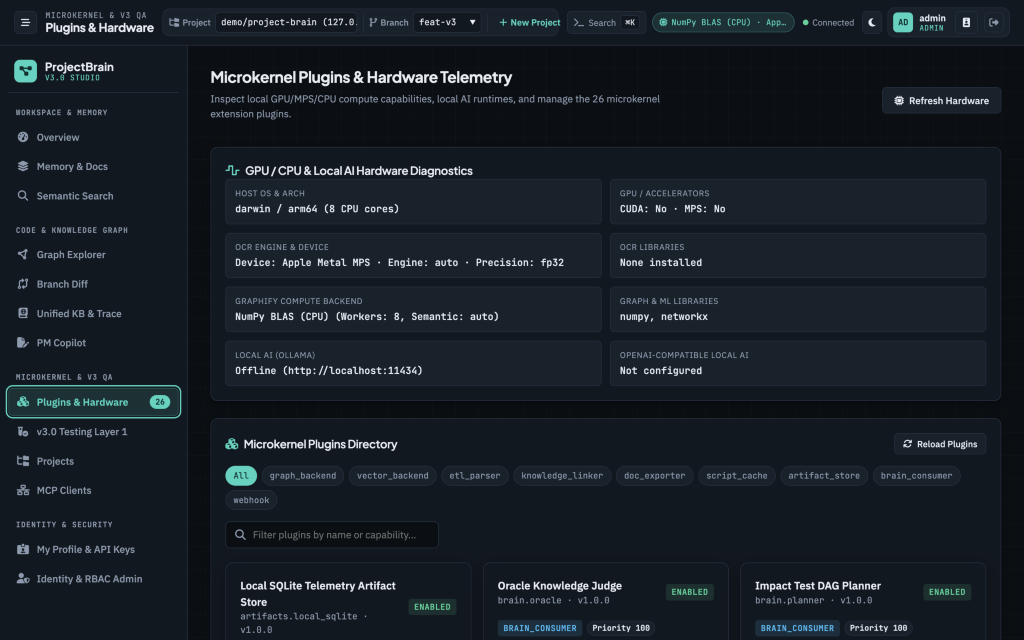 MICROKERNEL & V3 QA
Plugins & Hardware
Project
demo/project-brain (127.0.
Branch
feat-v3
+ New Project
Search ⌘K
NumPy BLAS (CPU) · App…
Connected
AD
admin
ADMIN
ProjectBrain
V3.0 STUDIO
WORKSPACE & MEMORY
Overview
Memory & Docs
Semantic Search
CODE & KNOWLEDGE GRAPH
Graph Explorer
Branch Diff
Unified KB & Trace
PM Copilot
MICROKERNEL & V3 QA
Plugins & Hardware 26
v3.0 Testing Layer 1
Projects
MCP Clients
IDENTITY & SECURITY
My Profile & API Keys
Identity & RBAC Admin
Microkernel Plugins & Hardware Telemetry
Inspect local GPU/MPS/CPU compute capabilities, local AI runtimes, and manage the 26 microkernel
extension plugins.
Refresh Hardware
GPU / CPU & Local AI Hardware Diagnostics
HOST OS & ARCH
darwin / arm64 (8 CPU cores)
GPU / ACCELERATORS
CUDA: No · MPS: No
OCR ENGINE & DEVICE
Device: Apple Metal MPS · Engine: auto · Precision: fp32
OCR LIBRARIES
None installed
GRAPHIFY COMPUTE BACKEND
NumPy BLAS (CPU) (Workers: 8, Semantic: auto)
GRAPH & ML LIBRARIES
numpy, networkx
LOCAL AI (OLLAMA)
Offline (http://localhost:11434)
OPENAI-COMPATIBLE LOCAL AI
Not configured
Microkernel Plugins Directory
Reload Plugins
All graph_backend vector_backend etl_parser knowledge_linker doc_exporter script_cache artifact_store brain_consumer
webhook
Filter plugins by name or capability...
Local SQLite Telemetry Artifact
Store
artifacts.local_sqlite ·
v1.0.0
ENABLED
Oracle Knowledge Judge
brain.oracle · v1.0.0
ENABLED
BRAIN_CONSUMER Priority 100
Impact Test DAG Planner
brain.planner · v1.0.0
ENABLED
BRAIN_CONSUMER Priority 100